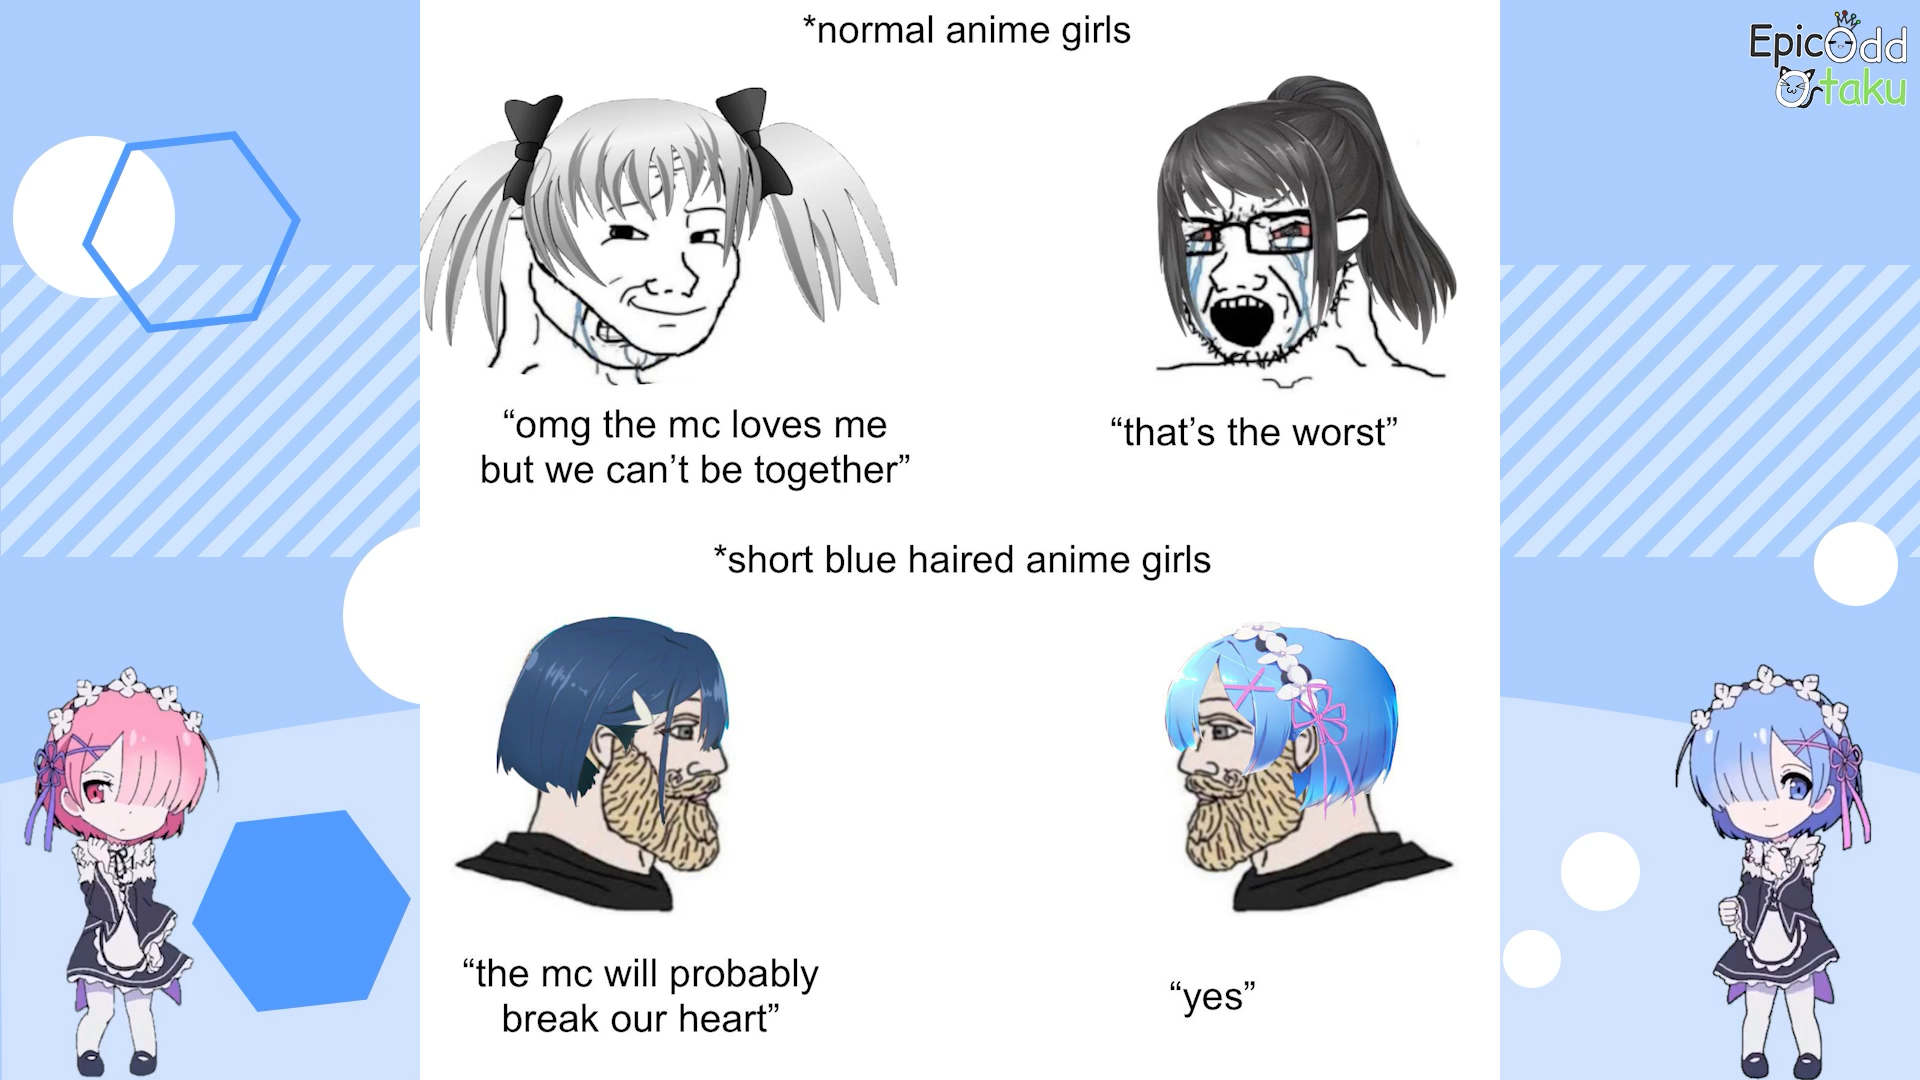 *normal anime girls
EpicOdd
Otaku
“omg the mc loves me
but we can’t be together”
“that’s the worst”
*short blue haired anime girls
“the mc will probably
break our heart”
“yes”